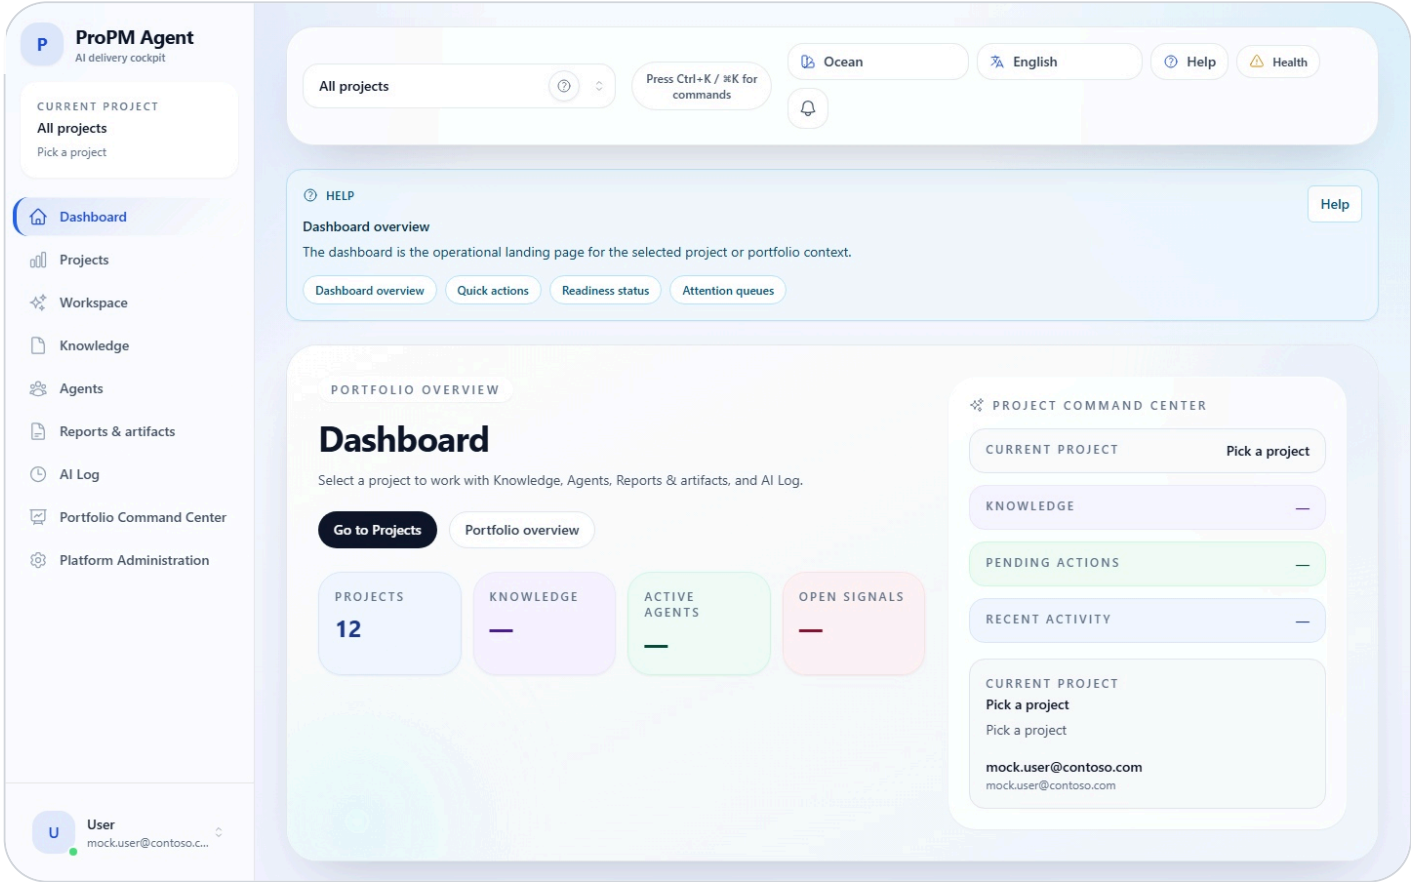 P
ProPM Agent
AI delivery cockpit
CURRENT PROJECT
All projects
Pick a project
Dashboard
Projects
Workspace
Knowledge
Agents
Reports & artifacts
AI Log
Portfolio Command Center
Platform Administration
U
User
mock.user@contoso.c...
All projects
Press Ctrl+K / ⌘K for
commands
Ocean
English
Help
Health
HELP
Help
Dashboard overview
The dashboard is the operational landing page for the selected project or portfolio context.
Dashboard overview
Quick actions
Readiness status
Attention queues
PORTFOLIO OVERVIEW
Dashboard
Select a project to work with Knowledge, Agents, Reports & artifacts, and AI Log.
Go to Projects
Portfolio overview
PROJECTS
12
KNOWLEDGE
—
ACTIVE
AGENTS
—
OPEN SIGNALS
—
PROJECT COMMAND CENTER
CURRENT PROJECT
Pick a project
KNOWLEDGE
—
PENDING ACTIONS
—
RECENT ACTIVITY
—
CURRENT PROJECT
Pick a project
Pick a project
mock.user@contoso.com
mock.user@contoso.com